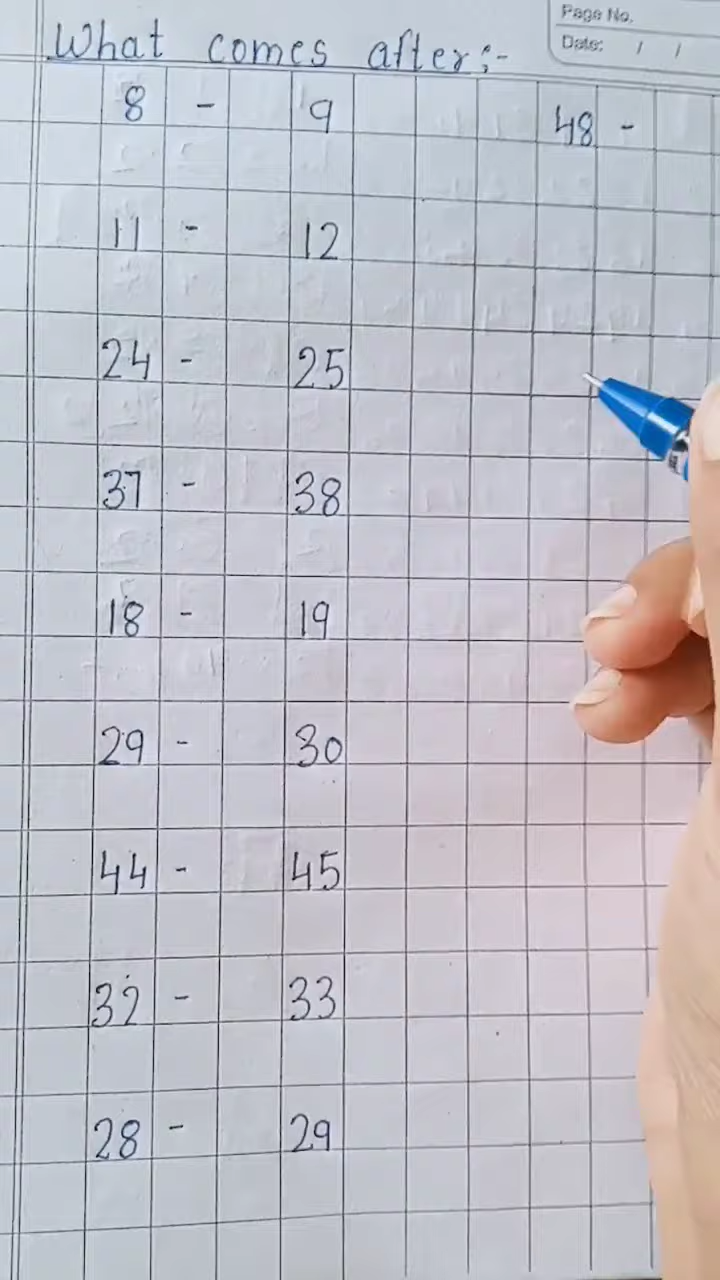 Page No.
Date: / /
What comes after:-
8 - 9
11 - 12
24 - 25
37 - 38
18 - 19
29 - 30
44 - 45
32 - 33
28 - 29
48 -